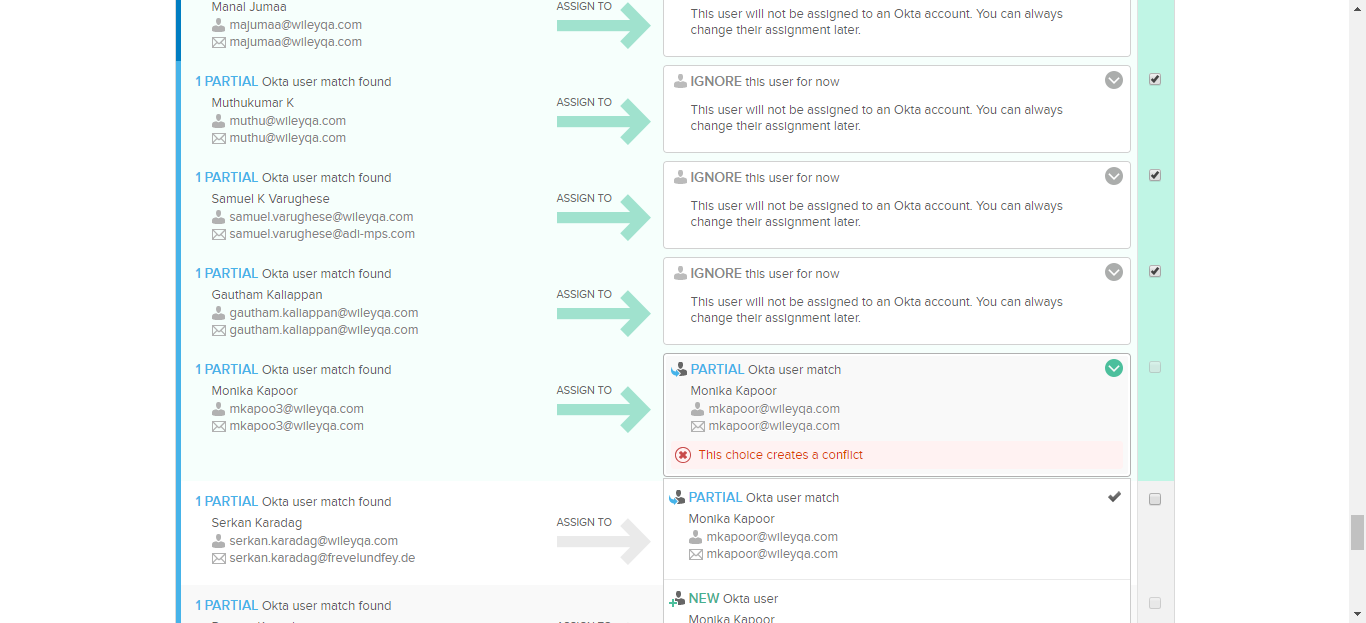 Manal Jumaa
majumaa@wileyqa.com
majumaa@wileyqa.com
ASSIGN TO
This user will not be assigned to an Okta account. You can always
change their assignment later.
1 PARTIAL Okta user match found
Muthukumar K
muthu@wileyqa.com
muthu@wileyqa.com
ASSIGN TO
IGNORE this user for now
This user will not be assigned to an Okta account. You can always
change their assignment later.
1 PARTIAL Okta user match found
Samuel K Varughese
samuel.varughese@wileyqa.com
samuel.varughese@adi-mps.com
ASSIGN TO
IGNORE this user for now
This user will not be assigned to an Okta account. You can always
change their assignment later.
1 PARTIAL Okta user match found
Gautham Kaliappan
gautham.kaliappan@wileyqa.com
gautham.kaliappan@wileyqa.com
ASSIGN TO
IGNORE this user for now
This user will not be assigned to an Okta account. You can always
change their assignment later.
1 PARTIAL Okta user match found
Monika Kapoor
mkapoo3@wileyqa.com
mkapoo3@wileyqa.com
ASSIGN TO
PARTIAL Okta user match
Monika Kapoor
mkapoor@wileyqa.com
mkapoor@wileyqa.com
This choice creates a conflict
1 PARTIAL Okta user match found
Serkan Karadag
serkan.karadag@wileyqa.com
serkan.karadag@frevelundfey.de
ASSIGN TO
PARTIAL Okta user match
Monika Kapoor
mkapoor@wileyqa.com
mkapoor@wileyqa.com
1 PARTIAL Okta user match found
ASSIGN TO
NEW Okta user
Monika Kapoor